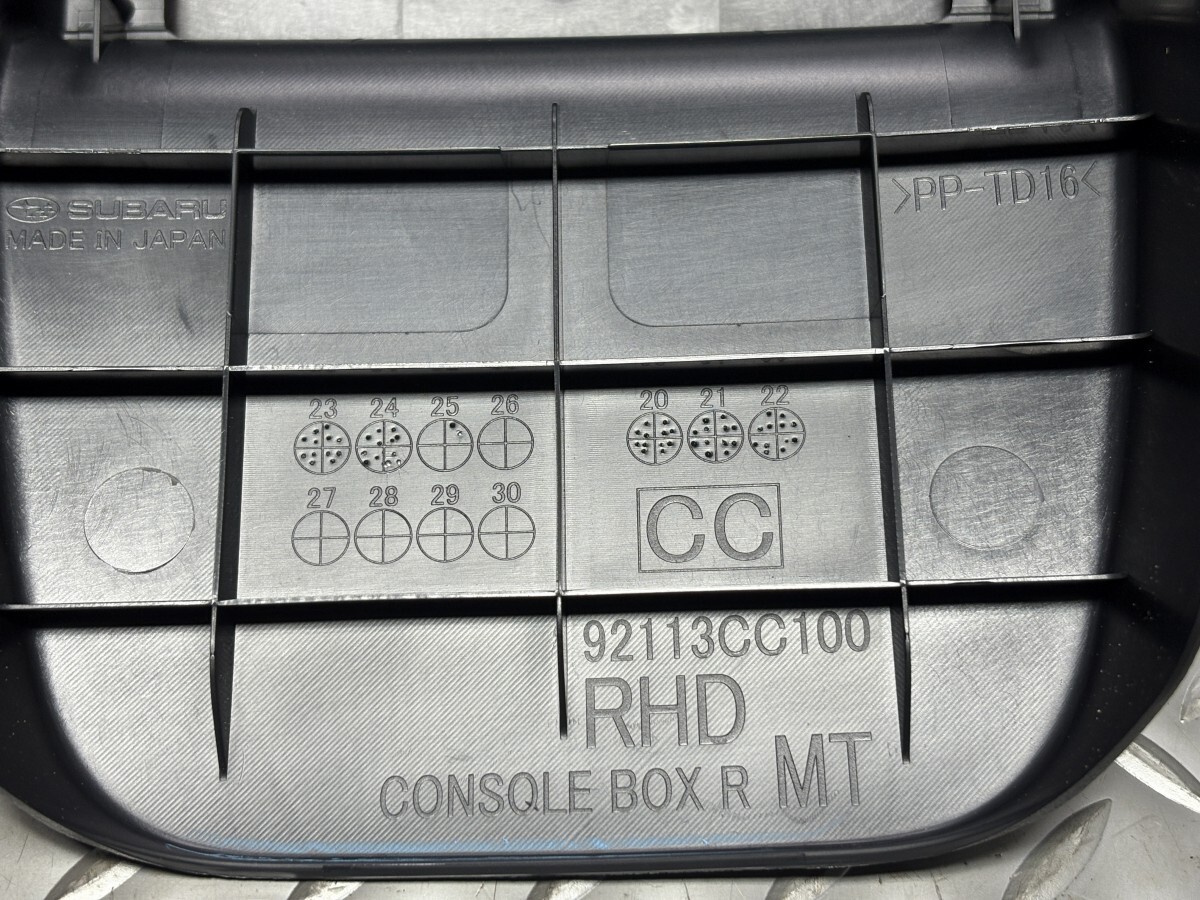 SUBARU
MADE IN JAPAN
>PP-TD16<
23 24 25 26
27 28 29 30
20 21 22
CC
92113CC100
RHD
CONSOLE BOX R MT